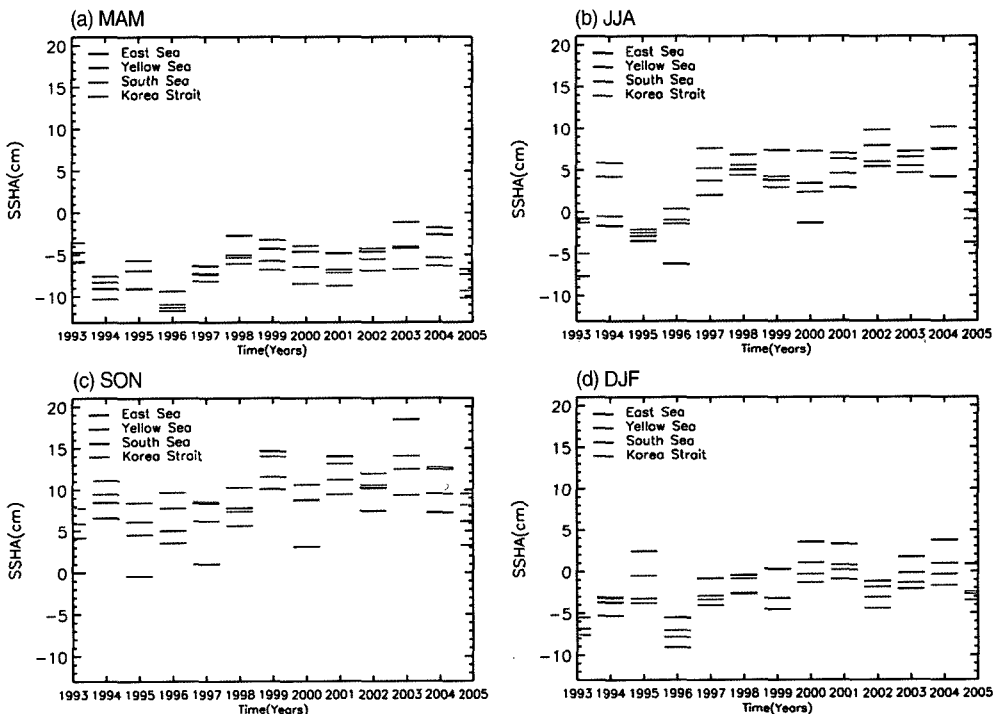 (a) MAM
20
15
10
5
0
−5
−10
SSHA(cm)
East Sea
Yellow Sea
South Sea
Korea Strait
1993 1994 1995 1996 1997 1998 1999 2000 2001 2002 2003 2004 2005
Time(Years)
(b) JJA
20
15
10
5
0
−5
−10
SSHA(cm)
East Sea
Yellow Sea
South Sea
Korea Strait
1993 1994 1995 1996 1997 1998 1999 2000 2001 2002 2003 2004 2005
Time(Years)
(c) SON
20
15
10
5
0
−5
−10
SSHA(cm)
East Sea
Yellow Sea
South Sea
Korea Strait
1993 1994 1995 1996 1997 1998 1999 2000 2001 2002 2003 2004 2005
Time(Years)
(d) DJF
20
15
10
5
0
−5
−10
SSHA(cm)
East Sea
Yellow Sea
South Sea
Korea Strait
1993 1994 1995 1996 1997 1998 1999 2000 2001 2002 2003 2004 2005
Time(Years)